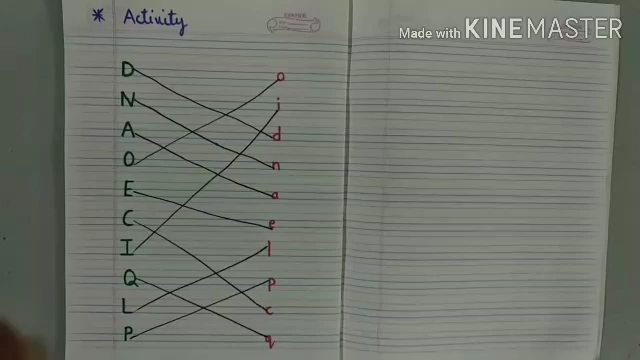 * Activity
Made with KINEMASTER
D o
N i
A d
O n
E a
C e
I l
Q p
L c
P q